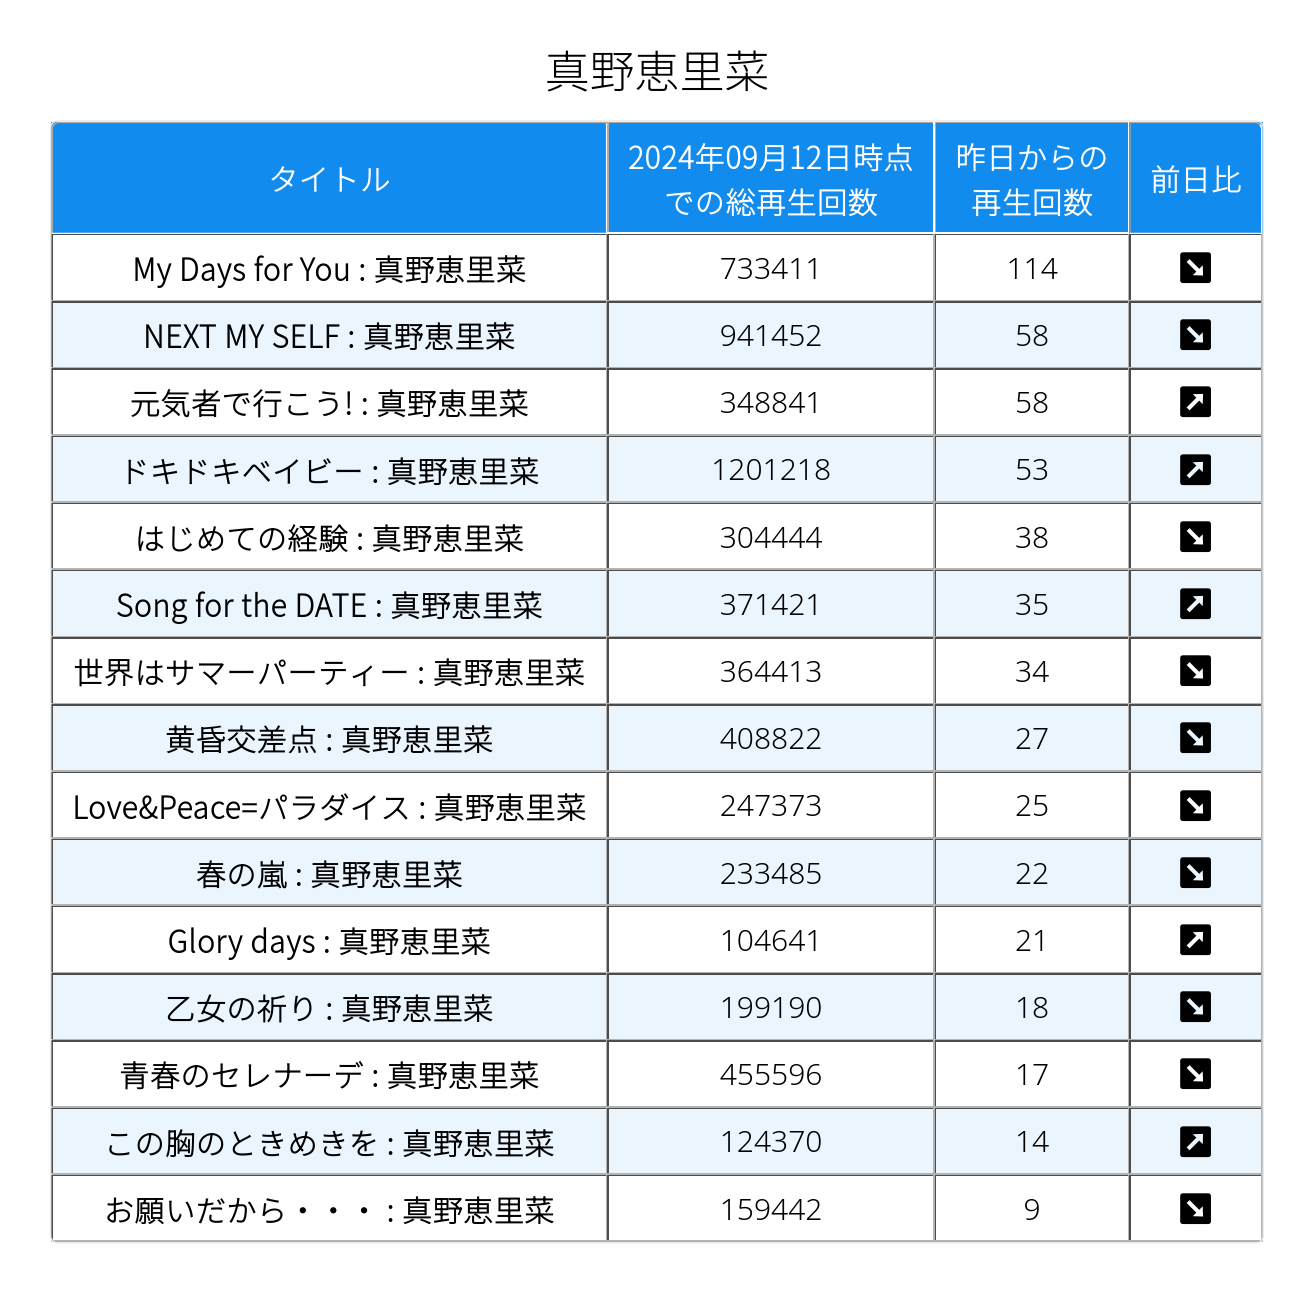 真野恵里菜
タイトル 2024年09月12日時点での総再生回数 昨日からの再生回数 前日比
My Days for You : 真野恵里菜 733411 114 ↘
NEXT MY SELF : 真野恵里菜 941452 58 ↘
元気者で行こう! : 真野恵里菜 348841 58 ↗
ドキドキベイビー : 真野恵里菜 1201218 53 ↗
はじめての経験 : 真野恵里菜 304444 38 ↘
Song for the DATE : 真野恵里菜 371421 35 ↗
世界はサマーパーティー : 真野恵里菜 364413 34 ↘
黄昏交差点 : 真野恵里菜 408822 27 ↘
Love&Peace=パラダイス : 真野恵里菜 247373 25 ↘
春の嵐 : 真野恵里菜 233485 22 ↘
Glory days : 真野恵里菜 104641 21 ↗
乙女の祈り : 真野恵里菜 199190 18 ↘
青春のセレナーデ : 真野恵里菜 455596 17 ↘
この胸のときめきを : 真野恵里菜 124370 14 ↗
お願いだから・・・ : 真野恵里菜 159442 9 ↘